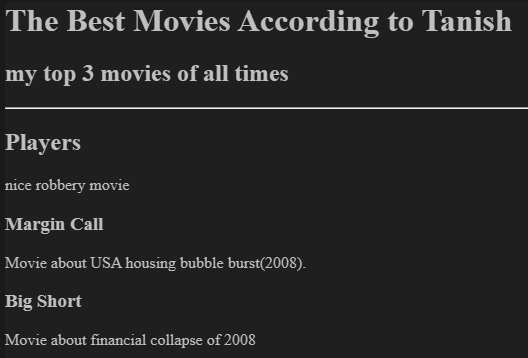 The Best Movies According to Tanish
my top 3 movies of all times
Players
nice robbery movie
Margin Call
Movie about USA housing bubble burst(2008).
Big Short
Movie about financial collapse of 2008